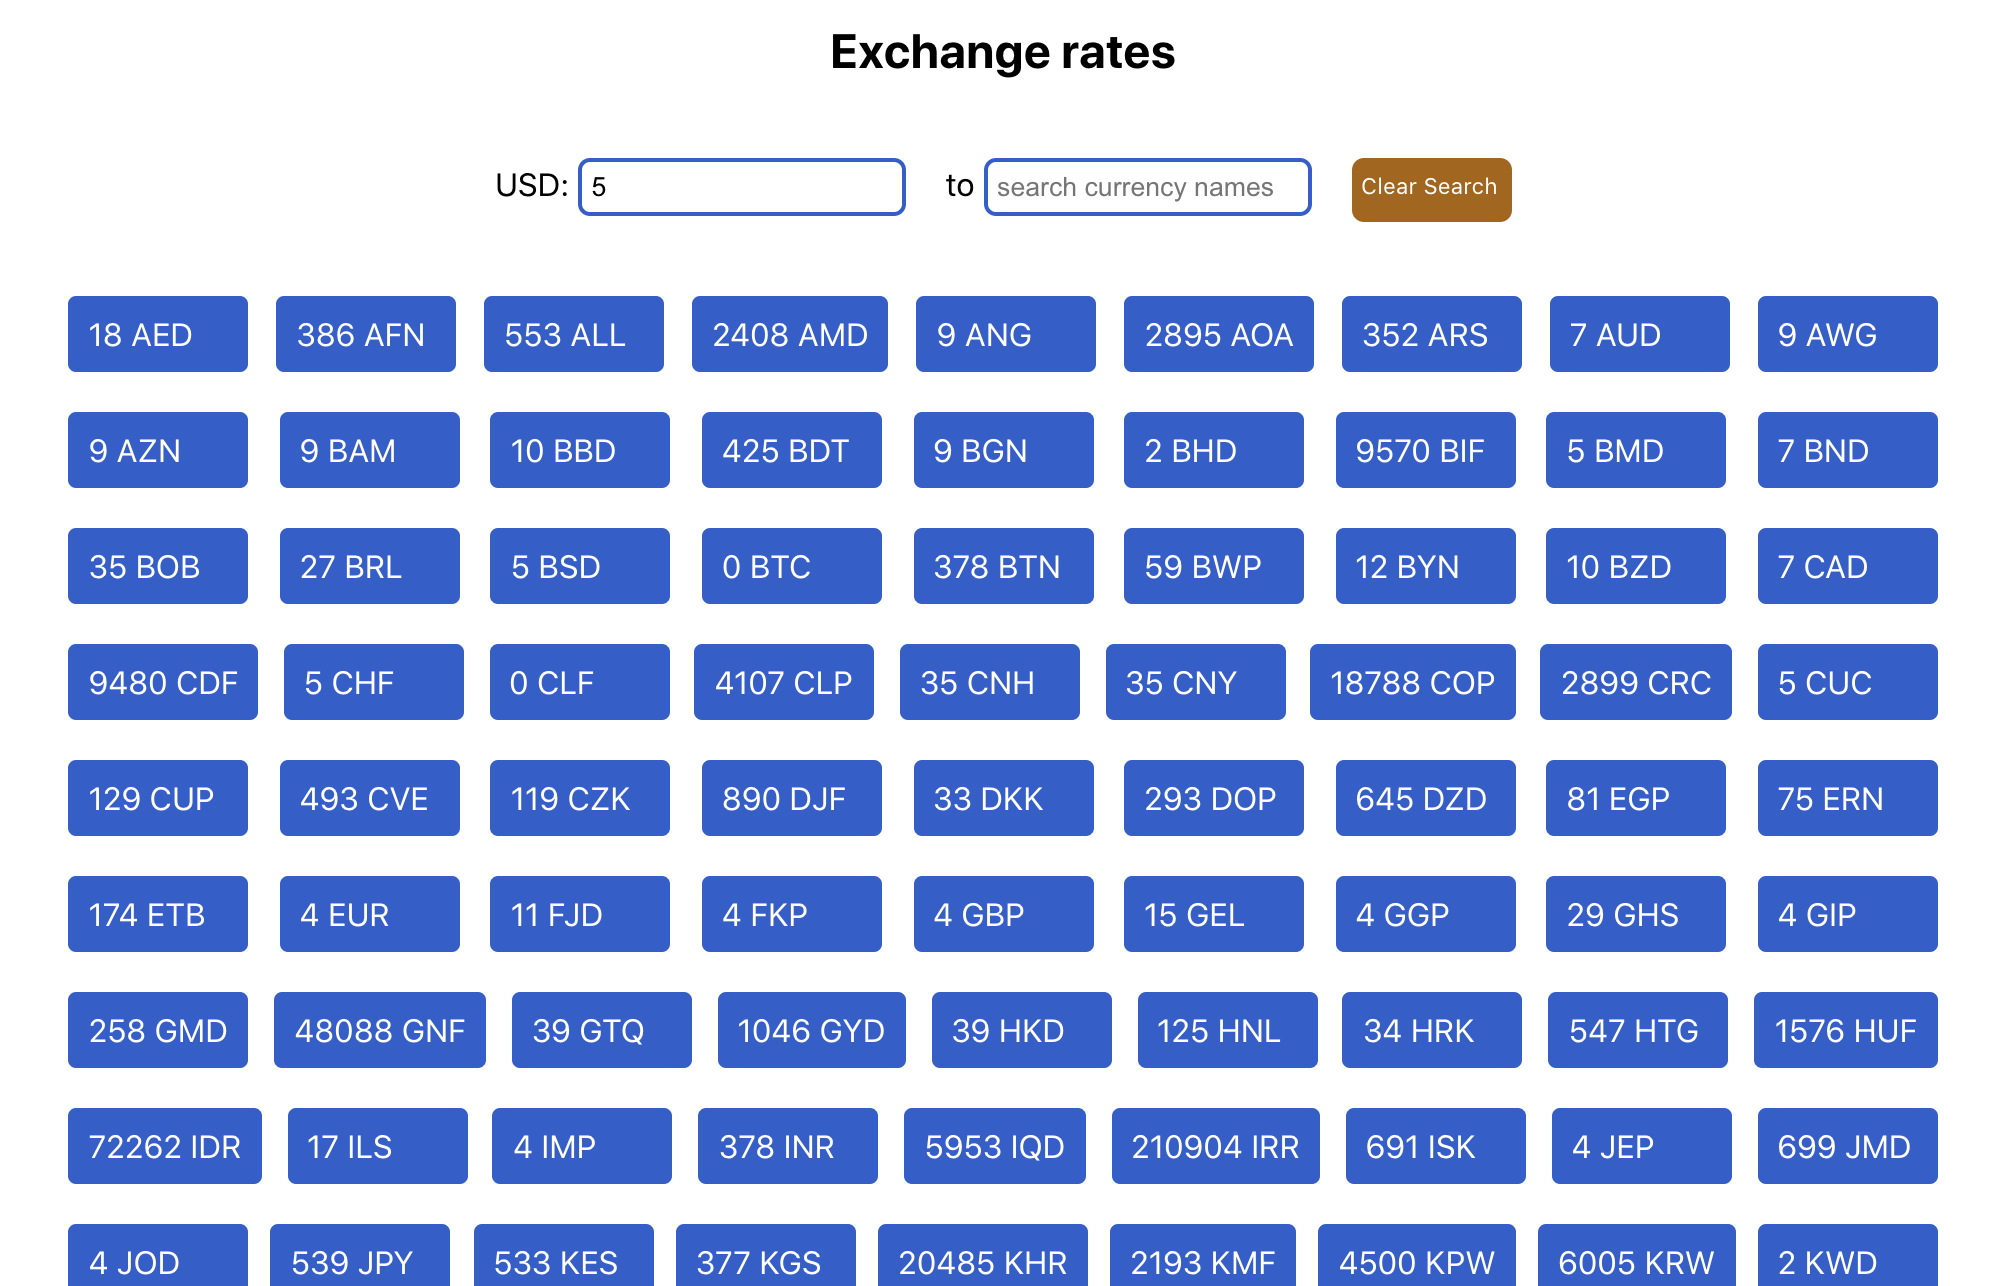 Exchange rates
USD: 5 to search currency names Clear Search
18 AED 386 AFN 553 ALL 2408 AMD 9 ANG 2895 AOA 352 ARS 7 AUD 9 AWG
9 AZN 9 BAM 10 BBD 425 BDT 9 BGN 2 BHD 9570 BIF 5 BMD 7 BND
35 BOB 27 BRL 5 BSD 0 BTC 378 BTN 59 BWP 12 BYN 10 BZD 7 CAD
9480 CDF 5 CHF 0 CLF 4107 CLP 35 CNH 35 CNY 18788 COP 2899 CRC 5 CUC
129 CUP 493 CVE 119 CZK 890 DJF 33 DKK 293 DOP 645 DZD 81 EGP 75 ERN
174 ETB 4 EUR 11 FJD 4 FKP 4 GBP 15 GEL 4 GGP 29 GHS 4 GIP
258 GMD 48088 GNF 39 GTQ 1046 GYD 39 HKD 125 HNL 34 HRK 547 HTG 1576 HUF
72262 IDR 17 ILS 4 IMP 378 INR 5953 IQD 210904 IRR 691 ISK 4 JEP 699 JMD
4 JOD 539 JPY 533 KES 377 KGS 20485 KHR 2193 KMF 4500 KPW 6005 KRW 2 KWD